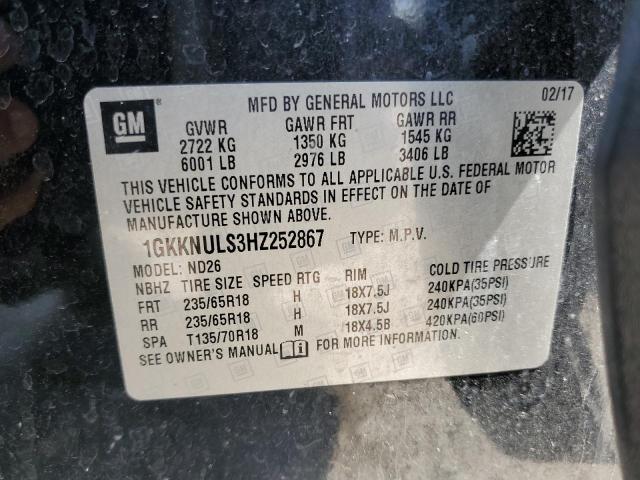 GM
®
MFD BY GENERAL MOTORS LLC 02/17
GVWR GAWR FRT GAWR RR
2722 KG 1350 KG 1545 KG
6001 LB 2976 LB 3406 LB
THIS VEHICLE CONFORMS TO ALL APPLICABLE U.S. FEDERAL MOTOR
VEHICLE SAFETY STANDARDS IN EFFECT ON THE DATE OF
MANUFACTURE SHOWN ABOVE.
1GKKNULS3HZ252867 TYPE: M.P.V.
MODEL: ND26
NBHZ TIRE SIZE SPEED RTG RIM COLD TIRE PRESSURE
FRT 235/65R18 H 18X7.5J 240KPA(35PSI)
RR 235/65R18 H 18X7.5J 240KPA(35PSI)
SPA T135/70R18 M 18X4.5B 420KPA(60PSI)
SEE OWNER'S MANUAL FOR MORE INFORMATION.